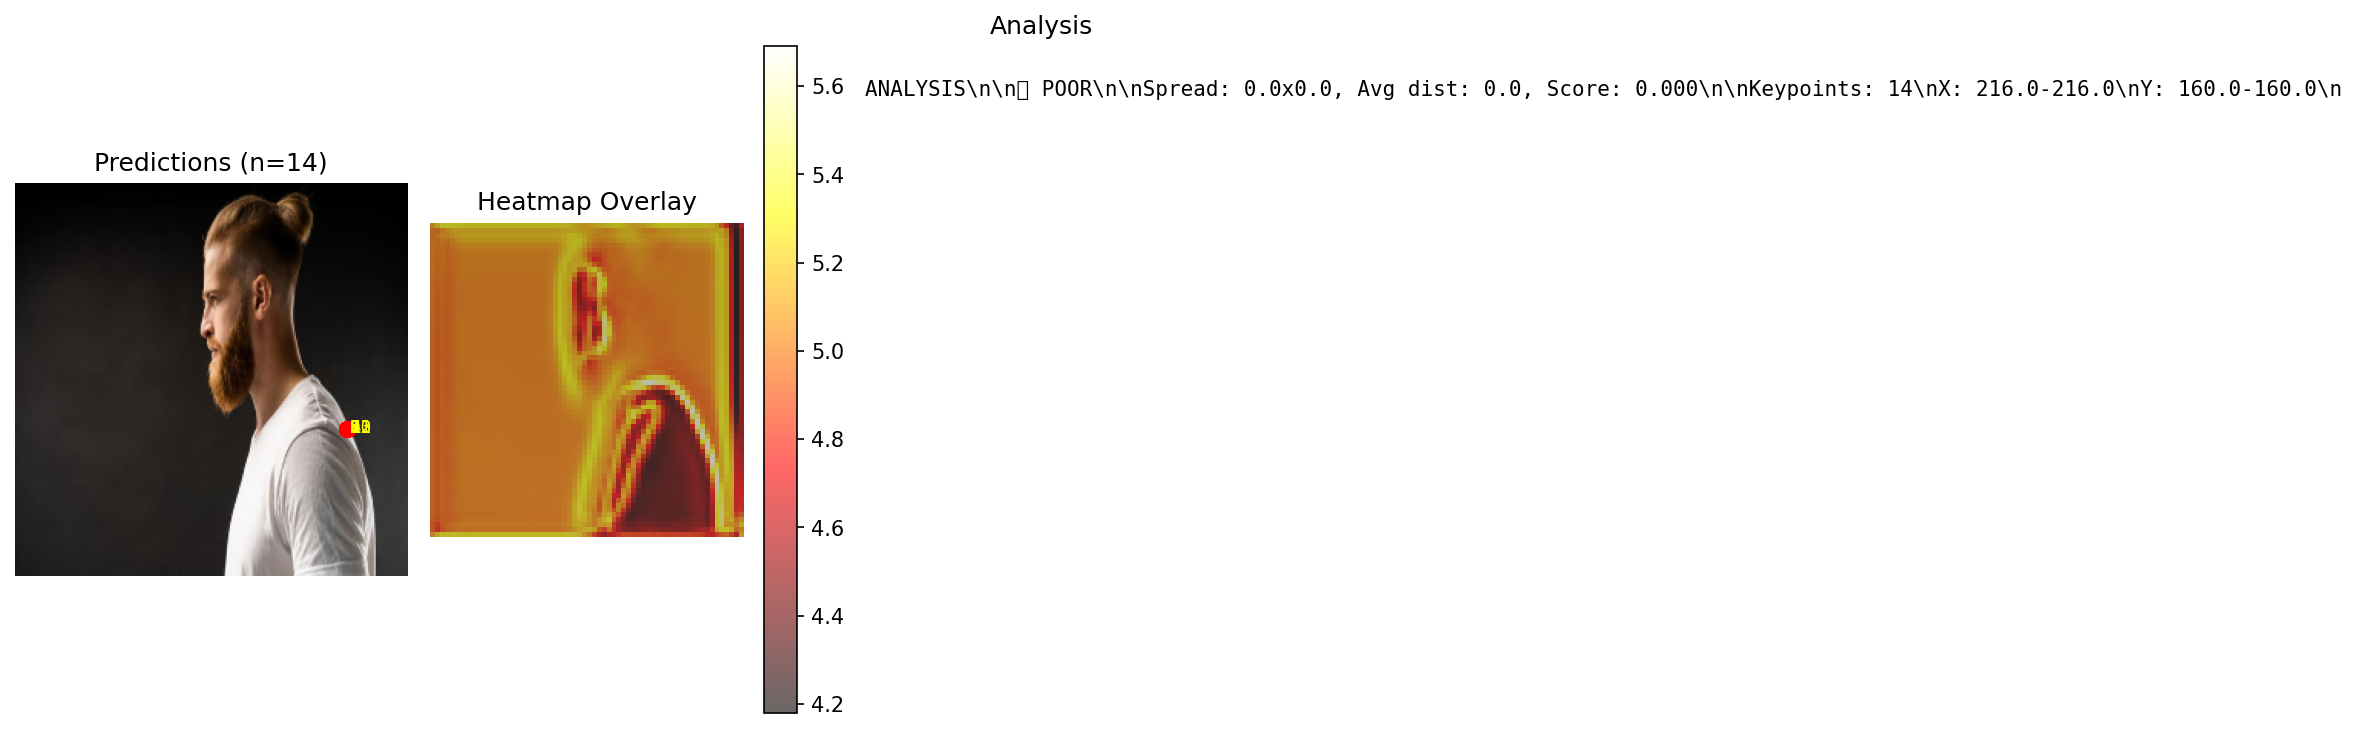 Analysis
ANALYSIS\n\n▯ POOR\n\nSpread: 0.0x0.0, Avg dist: 0.0, Score: 0.000\n\nKeypoints: 14\nX: 216.0-216.0\nY: 160.0-160.0\n
Predictions (n=14)
Heatmap Overlay
5.6
5.4
5.2
5.0
4.8
4.6
4.4
4.2